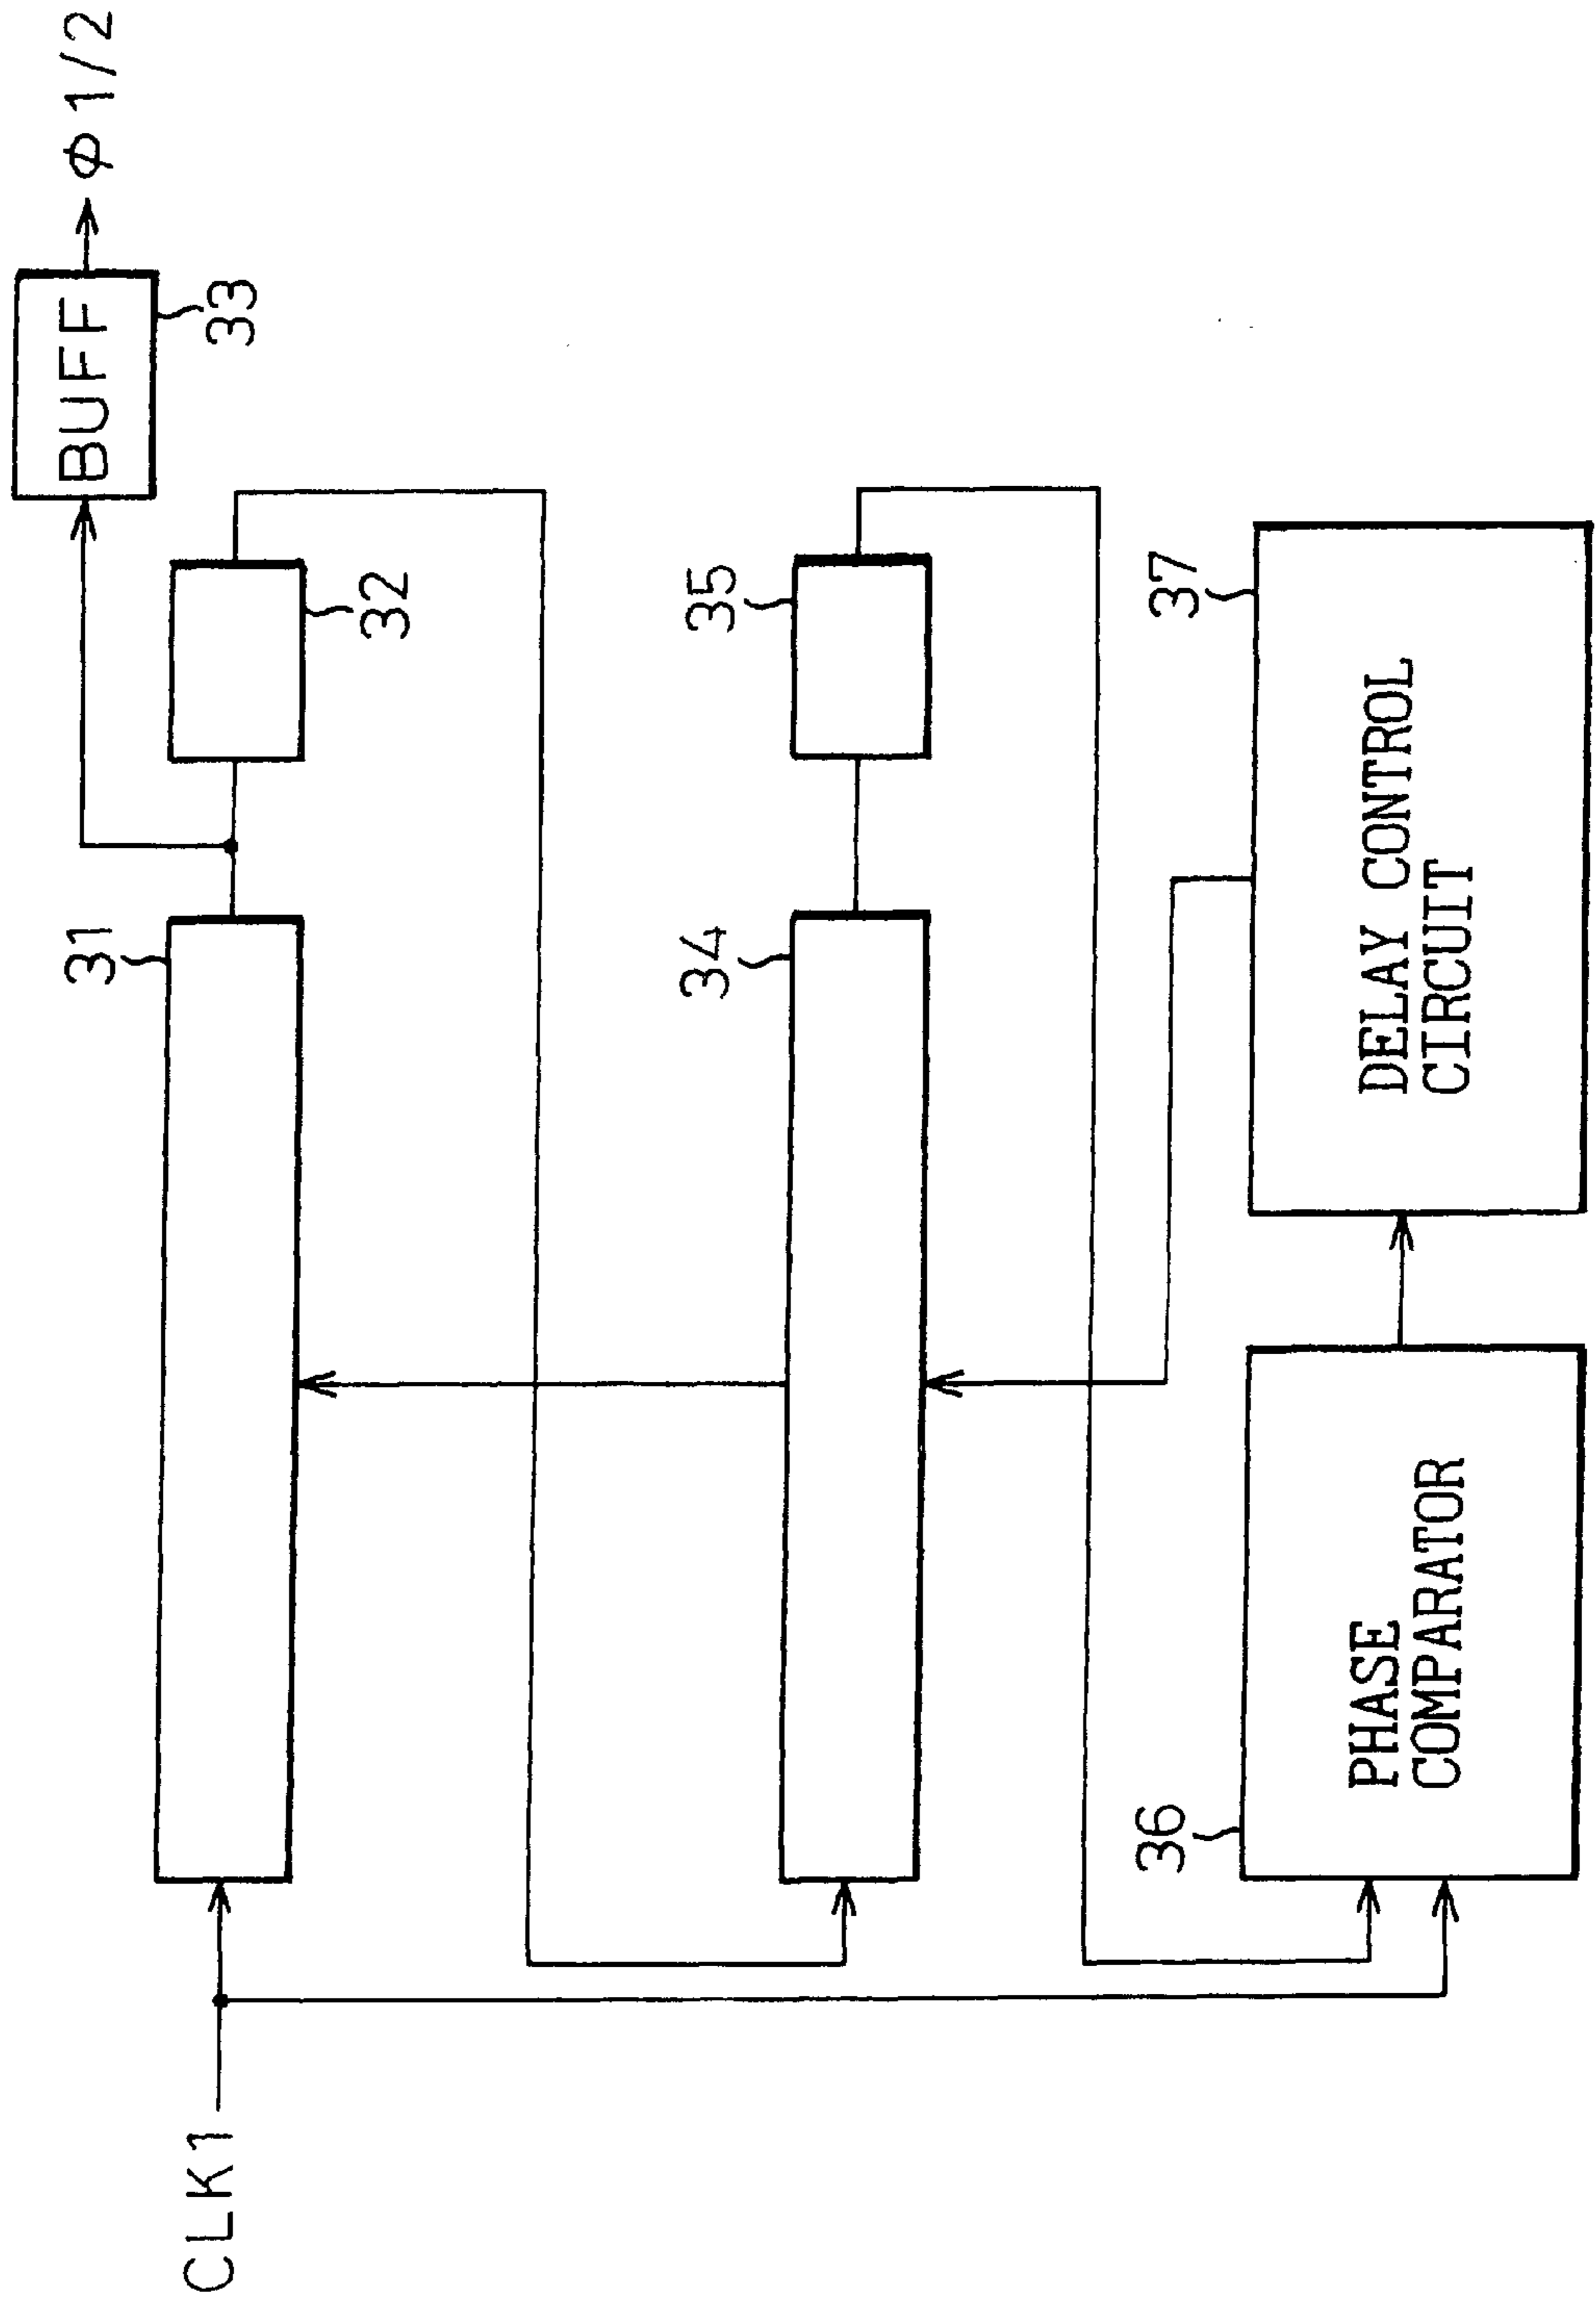 CLK1
31
32
BUFF
33
Φ1/2
34
35
36
PHASE
COMPARATOR
37
DELAY CONTROL
CIRCUIT